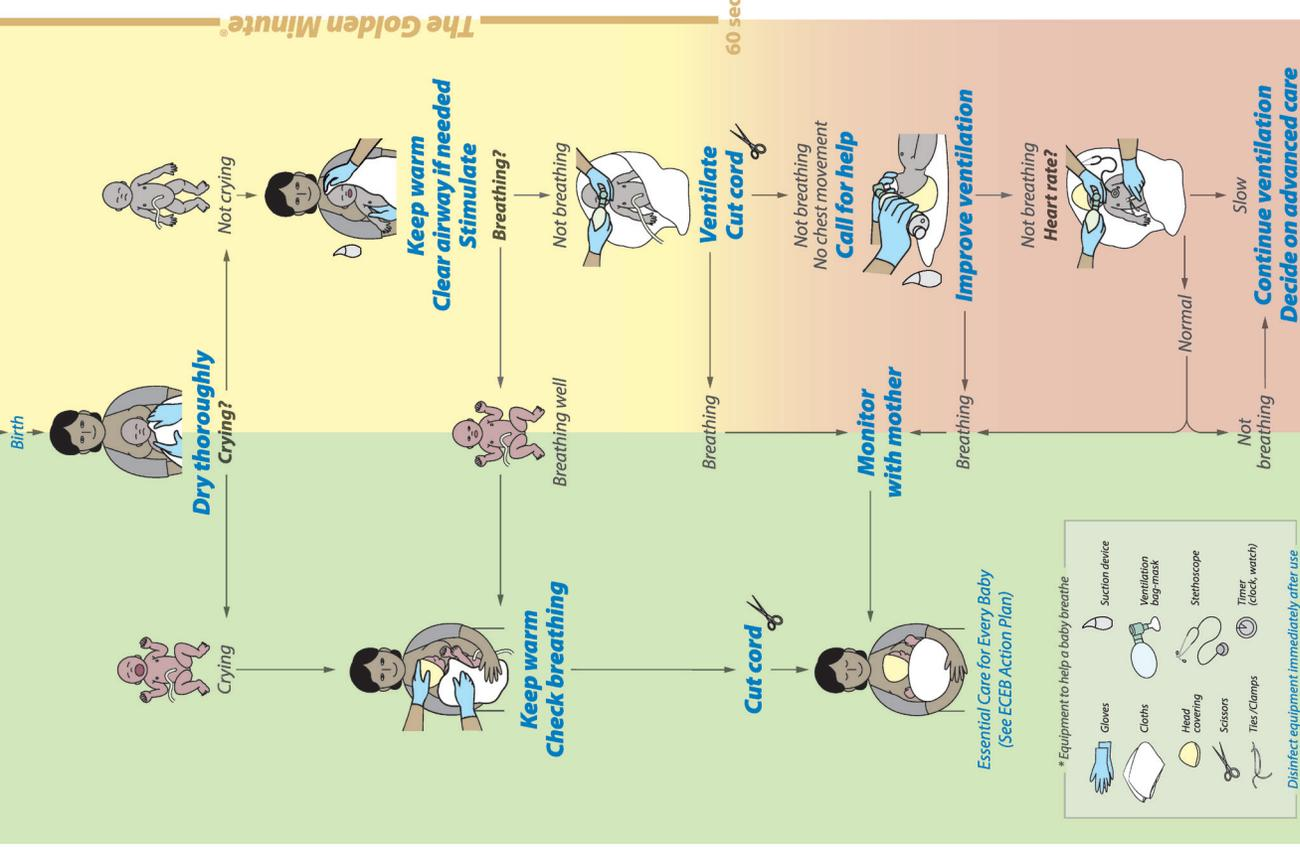 The Golden Minute®
60 sec
Birth
Dry thoroughly
Crying?
Not crying
Crying
Keep warm
Clear airway if needed
Stimulate
Breathing?
Not breathing
Breathing well
Keep warm
Check breathing
Ventilate
Cut cord
Breathing
Cut cord
Not breathing
No chest movement
Call for help
Monitor
with mother
Improve ventilation
Breathing
Essential Care for Every Baby
(See ECEB Action Plan)
Not breathing
Heart rate?
Normal
Slow
Not
breathing
Continue ventilation
Decide on advanced care
* Equipment to help a baby breathe
Gloves
Suction device
Cloths
Ventilation
bag-mask
Head
covering
Stethoscope
Scissors
Ties /Clamps
Timer
(clock, watch)
Disinfect equipment immediately after use